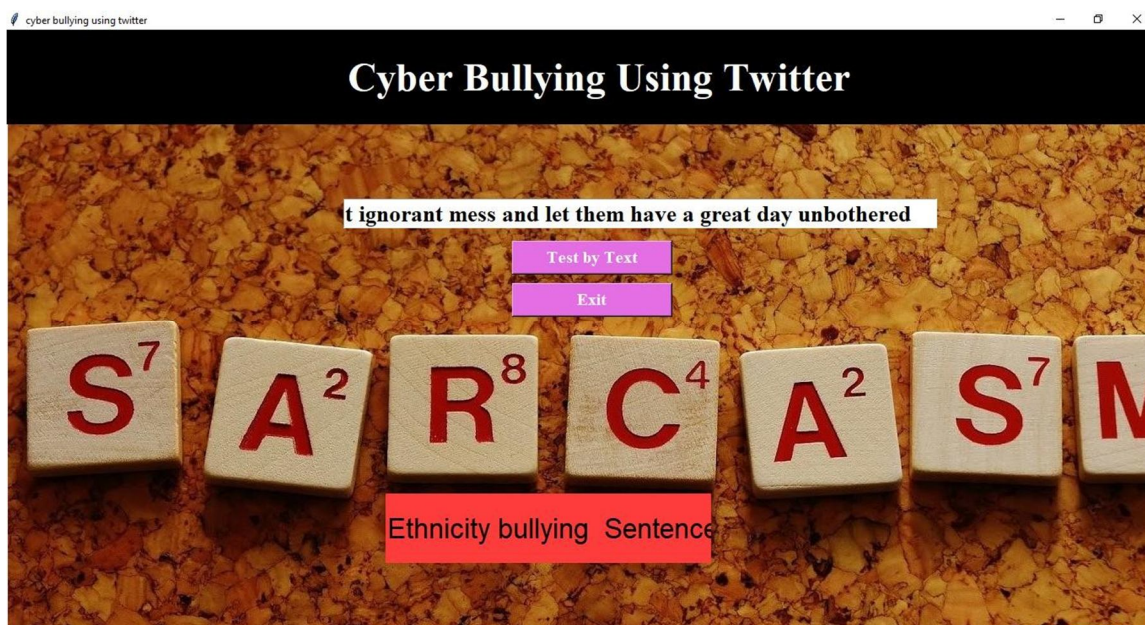 cyber bullying using twitter
Cyber Bullying Using Twitter
t ignorant mess and let them have a great day unbothered
Test by Text
Exit
S7 A2 R8 C4 A2 S7 M
Ethnicity bullying Sentence